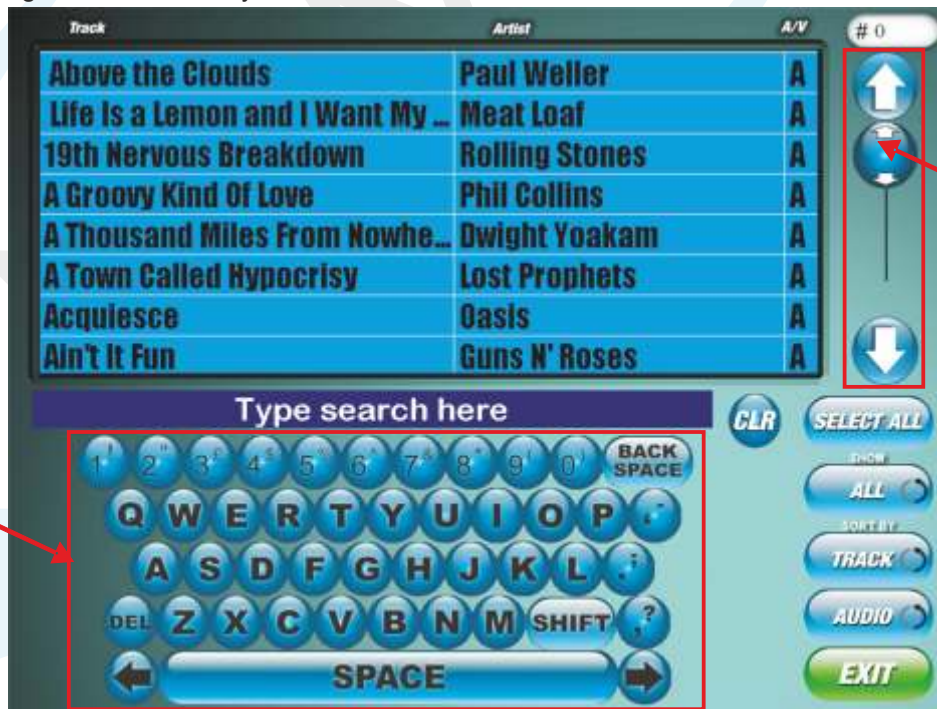 Track Artist A/V # 0
Above the Clouds Paul Weller A
Life Is a Lemon and I Want My ... Meat Loaf A
19th Nervous Breakdown Rolling Stones A
A Groovy Kind Of Love Phil Collins A
A Thousand Miles From Nowhe... Dwight Yoakam A
A Town Called Hypocrisy Lost Prophets A
Acquiesce Oasis A
Ain't It Fun Guns N' Roses A
Type search here
CLR
SELECT ALL
SHOW
ALL
SORT BY
TRACK
AUDIO
EXIT
1 2 3 4 5 6 7 8 9 0 BACK SPACE
Q W E R T Y U I O P
A S D F G H J K L
DEL Z X C V B N M SHIFT , ?
SPACE